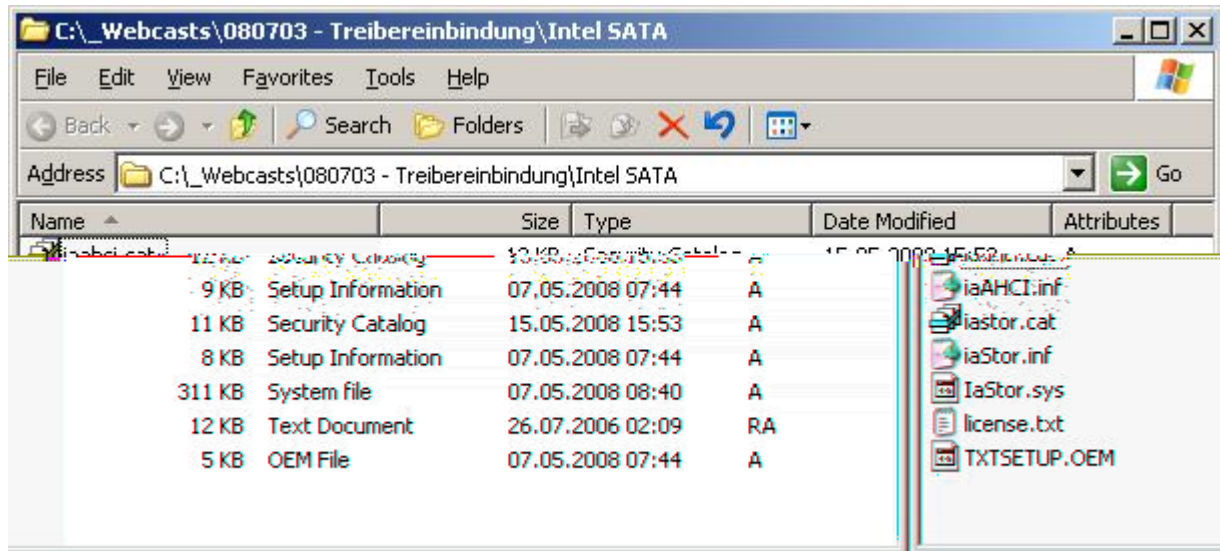 C:\_Webcasts\080703 - Treibereinbindung\Intel SATA
File Edit View Favorites Tools Help
Back Search Folders
Address C:\_Webcasts\080703 - Treibereinbindung\Intel SATA Go
Name Size Type Date Modified Attributes
9 KB Setup Information 07.05.2008 07:44 A iaAHCI.inf
11 KB Security Catalog 15.05.2008 15:53 A iastor.cat
8 KB Setup Information 07.05.2008 07:44 A iaStor.inf
311 KB System file 07.05.2008 08:40 A IaStor.sys
12 KB Text Document 26.07.2006 02:09 RA license.txt
5 KB OEM File 07.05.2008 07:44 A TXTSETUP.OEM